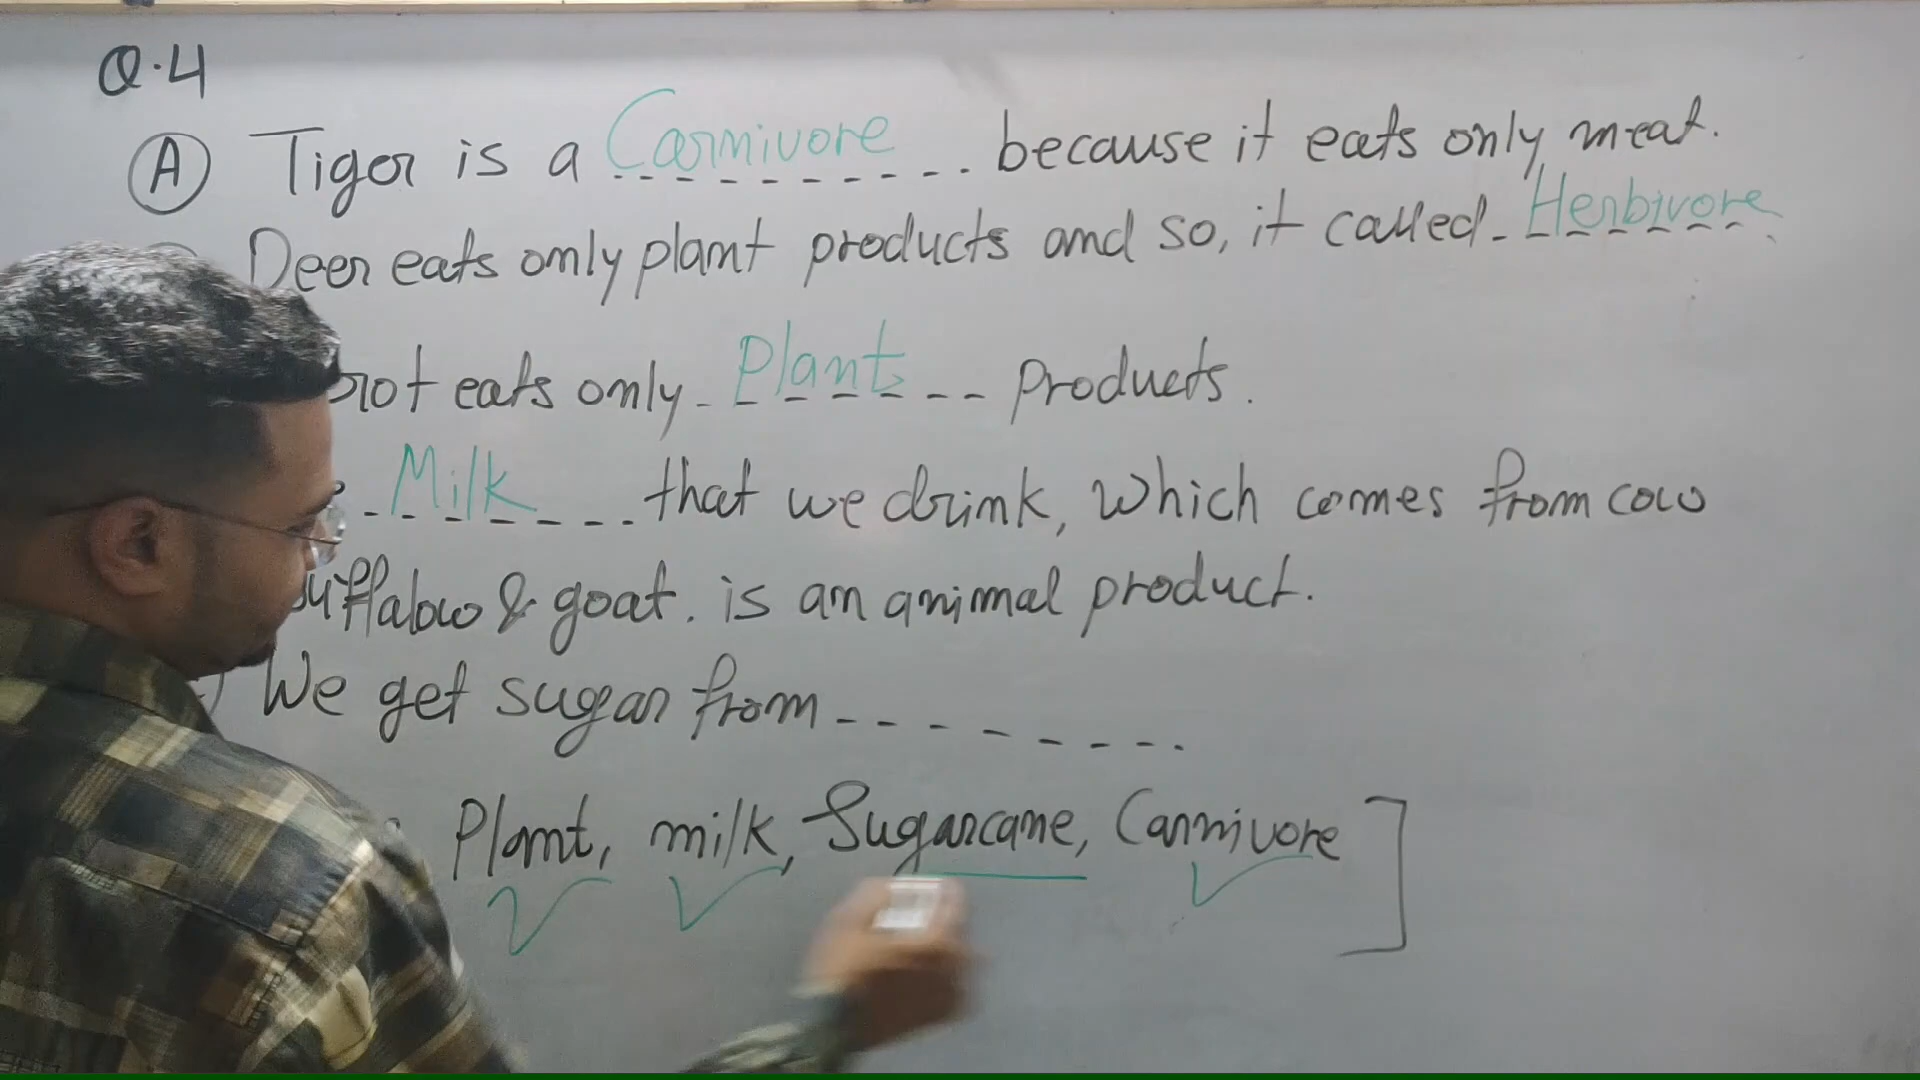 Q.4
A Tiger is a Carnivore because it eats only meat.
Deer eats only plant products and so, it called Herbivore.
eats only Plant Products.
Milk that we drink, which comes from cow
& goat. is an animal product.
We get sugar from
Plant, milk, Sugarcane, Carnivore ]